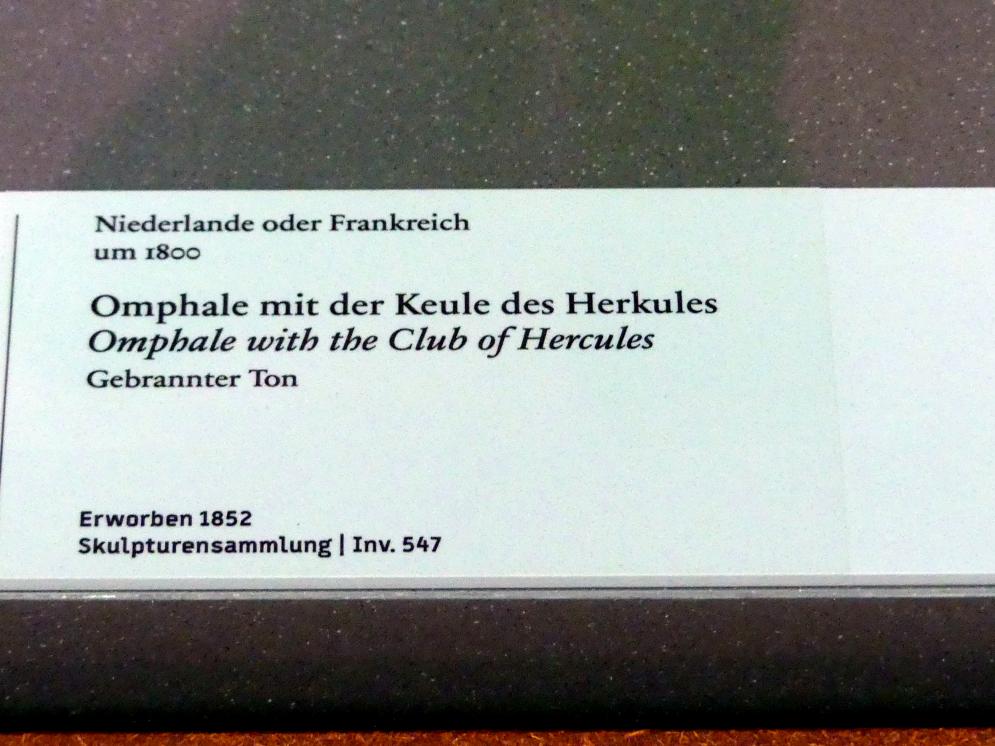 Niederlande oder Frankreich
um 1800
Omphale mit der Keule des Herkules
Omphale with the Club of Hercules
Gebrannter Ton
Erworben 1852
Skulpturensammlung | Inv. 547